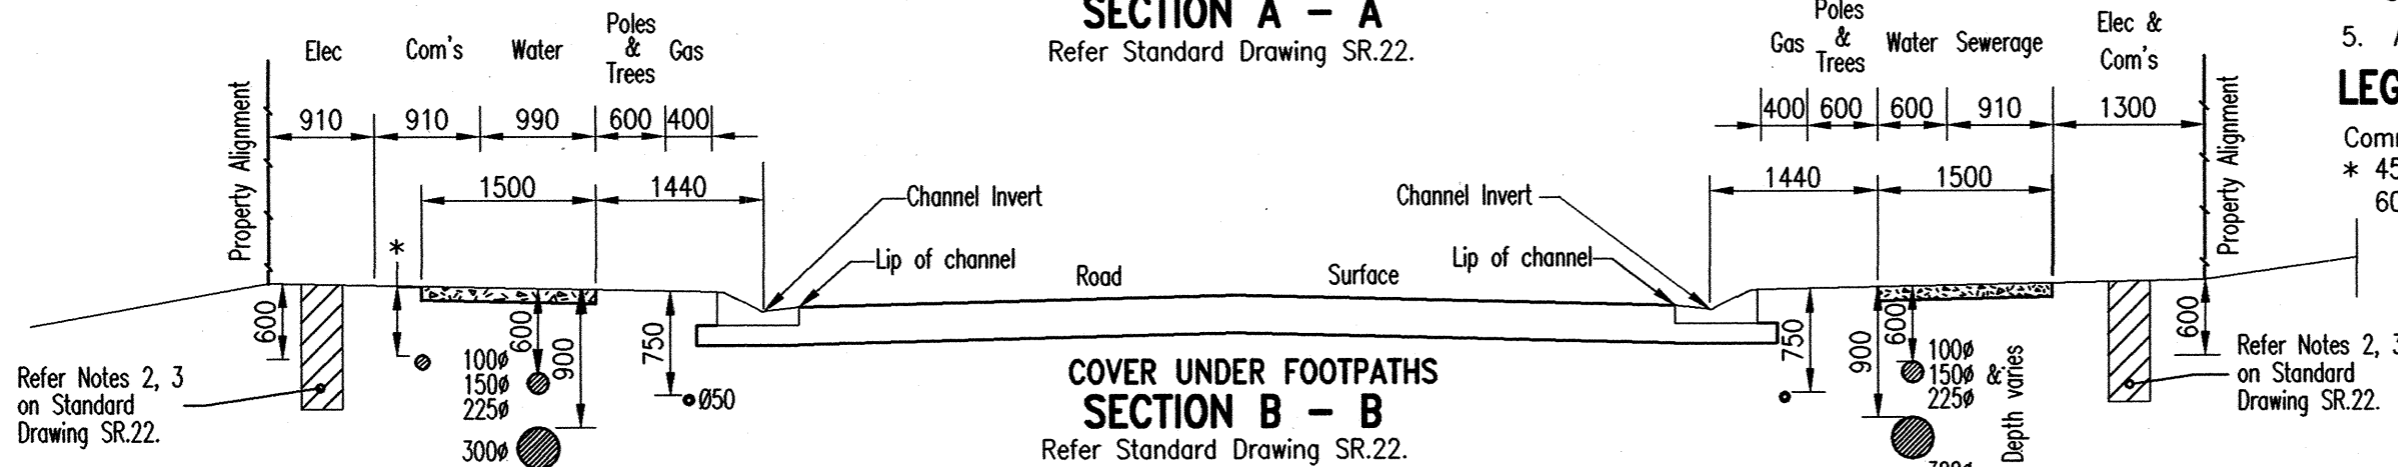 SECTION A – A
Refer Standard Drawing SR.22.
Elec
Com's
Water
Poles
&
Trees
Gas
910
910
990
600
400
1500
1440
Property Alignment
*
600
600
900
750
100ø
150ø
225ø
300ø
Ø50
Refer Notes 2, 3
on Standard
Drawing SR.22.
Channel Invert
Lip of channel
Road
Surface
Channel Invert
Lip of channel
COVER UNDER FOOTPATHS
SECTION B – B
Refer Standard Drawing SR.22.
Gas
Poles
&
Trees
Water
Sewerage
Elec &
Com's
400
600
600
910
1300
1440
1500
Property Alignment
750
900
600
600
100ø
150ø &
225ø
Depth varies
Refer Notes 2, 3
on Standard
Drawing SR.22.
5.
LEG
* 45
60